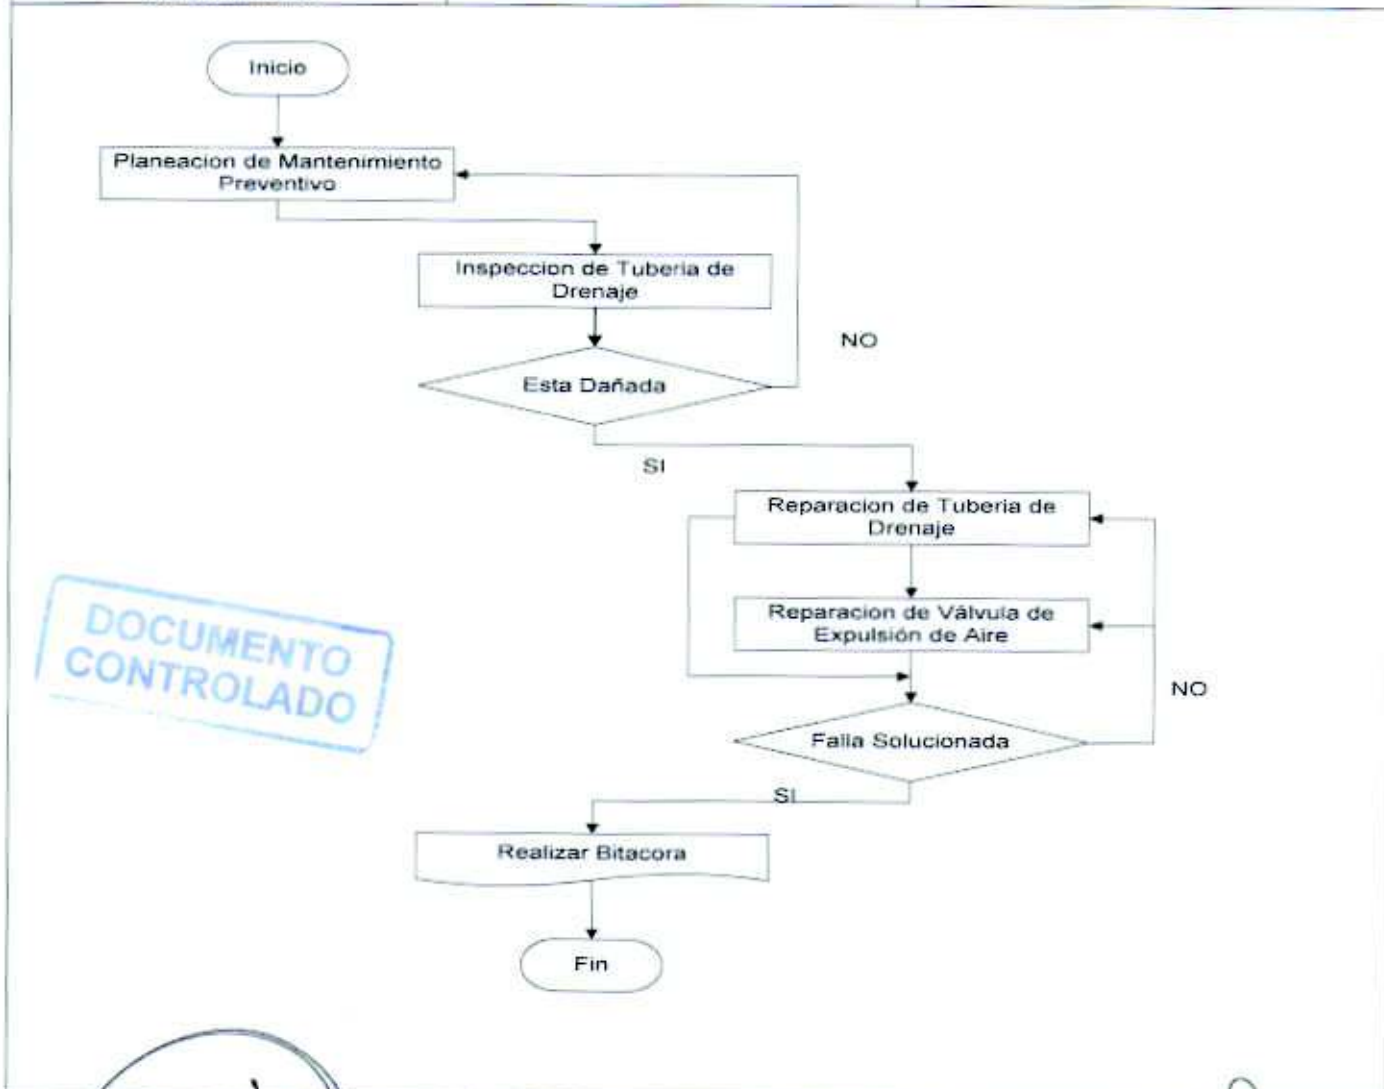 Inicio
Planeacion de Mantenimiento
Preventivo
Inspeccion de Tuberia de
Drenaje
NO
Esta Dañada
SI
Reparacion de Tuberia de
Drenaje
Reparacion de Válvula de
Expulsión de Aire
DOCUMENTO
CONTROLADO
NO
Falla Solucionada
SI
Realizar Bitacora
Fin